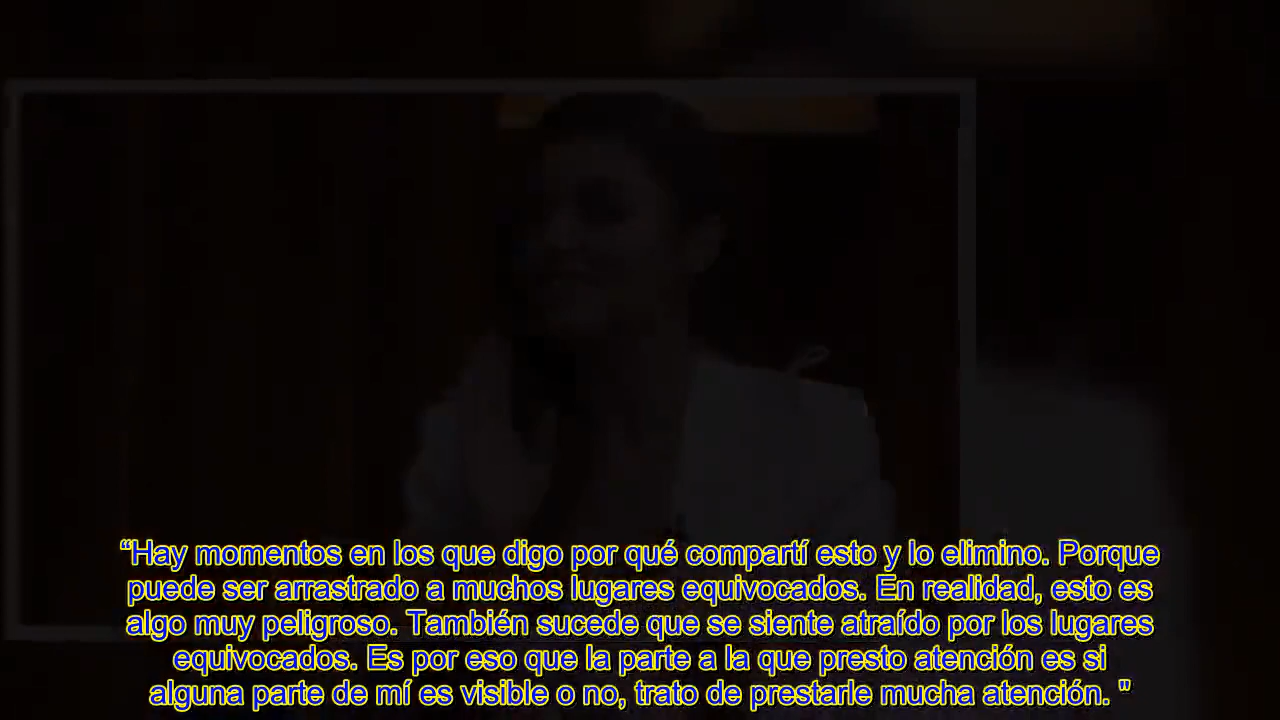 “Hay momentos en los que digo por qué compartí esto y lo elimino. Porque
puede ser arrastrado a muchos lugares equivocados. En realidad, esto es
algo muy peligroso. También sucede que se siente atraído por los lugares
equivocados. Es por eso que la parte a la que presto atención es si
alguna parte de mí es visible o no, trato de prestarle mucha atención. "